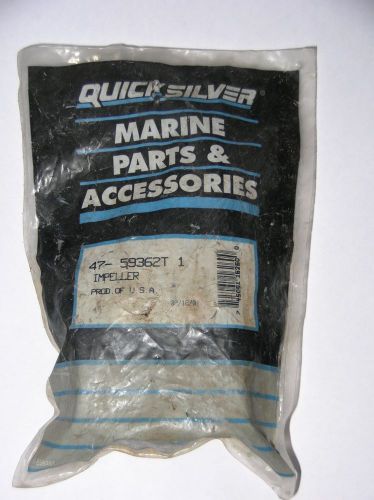 QUICKSILVER
MARINE
PARTS &
ACCESSORIES
47- 59362T 1
IMPELLER
PROD.OF U.S.A.